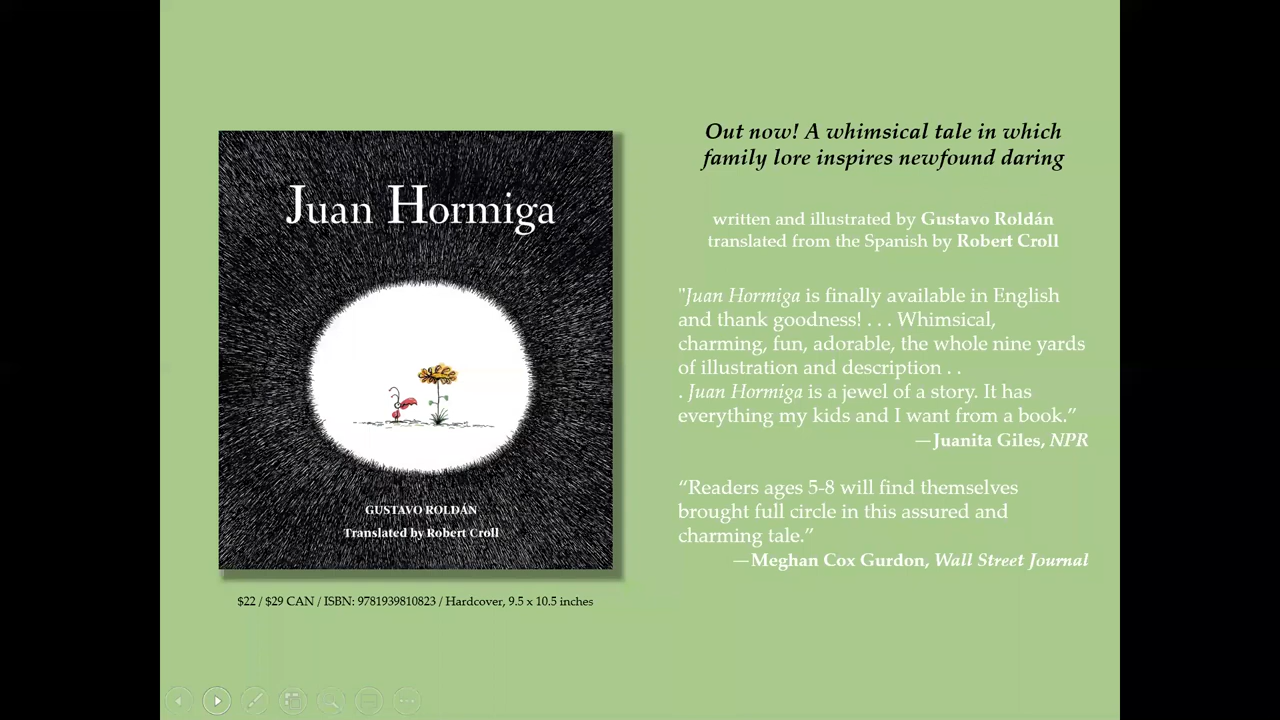 Juan Hormiga
GUSTAVO ROLDÁN
Translated by Robert Croll
$22 / $29 CAN / ISBN: 9781939810823 / Hardcover, 9.5 x 10.5 inches
Out now! A whimsical tale in which
family lore inspires newfound daring
written and illustrated by Gustavo Roldán
translated from the Spanish by Robert Croll
"Juan Hormiga is finally available in English
and thank goodness! . . . Whimsical,
charming, fun, adorable, the whole nine yards
of illustration and description . .
. Juan Hormiga is a jewel of a story. It has
everything my kids and I want from a book.”
—Juanita Giles, NPR
“Readers ages 5-8 will find themselves
brought full circle in this assured and
charming tale.”
—Meghan Cox Gurdon, Wall Street Journal